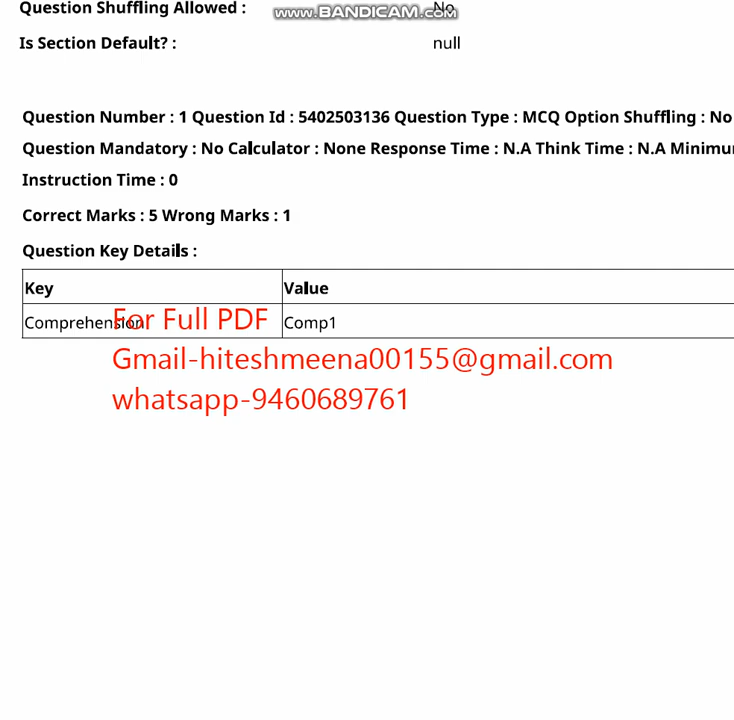 Question Shuffling Allowed : No
www.BANDICAM.com
Is Section Default? : null
Question Number : 1 Question Id : 5402503136 Question Type : MCQ Option Shuffling : No
Question Mandatory : No Calculator : None Response Time : N.A Think Time : N.A
Instruction Time : 0
Correct Marks : 5 Wrong Marks : 1
Question Key Details :
Key Value
Comprehension Comp1
For Full PDF
Gmail-hiteshmeena00155@gmail.com
whatsapp-9460689761